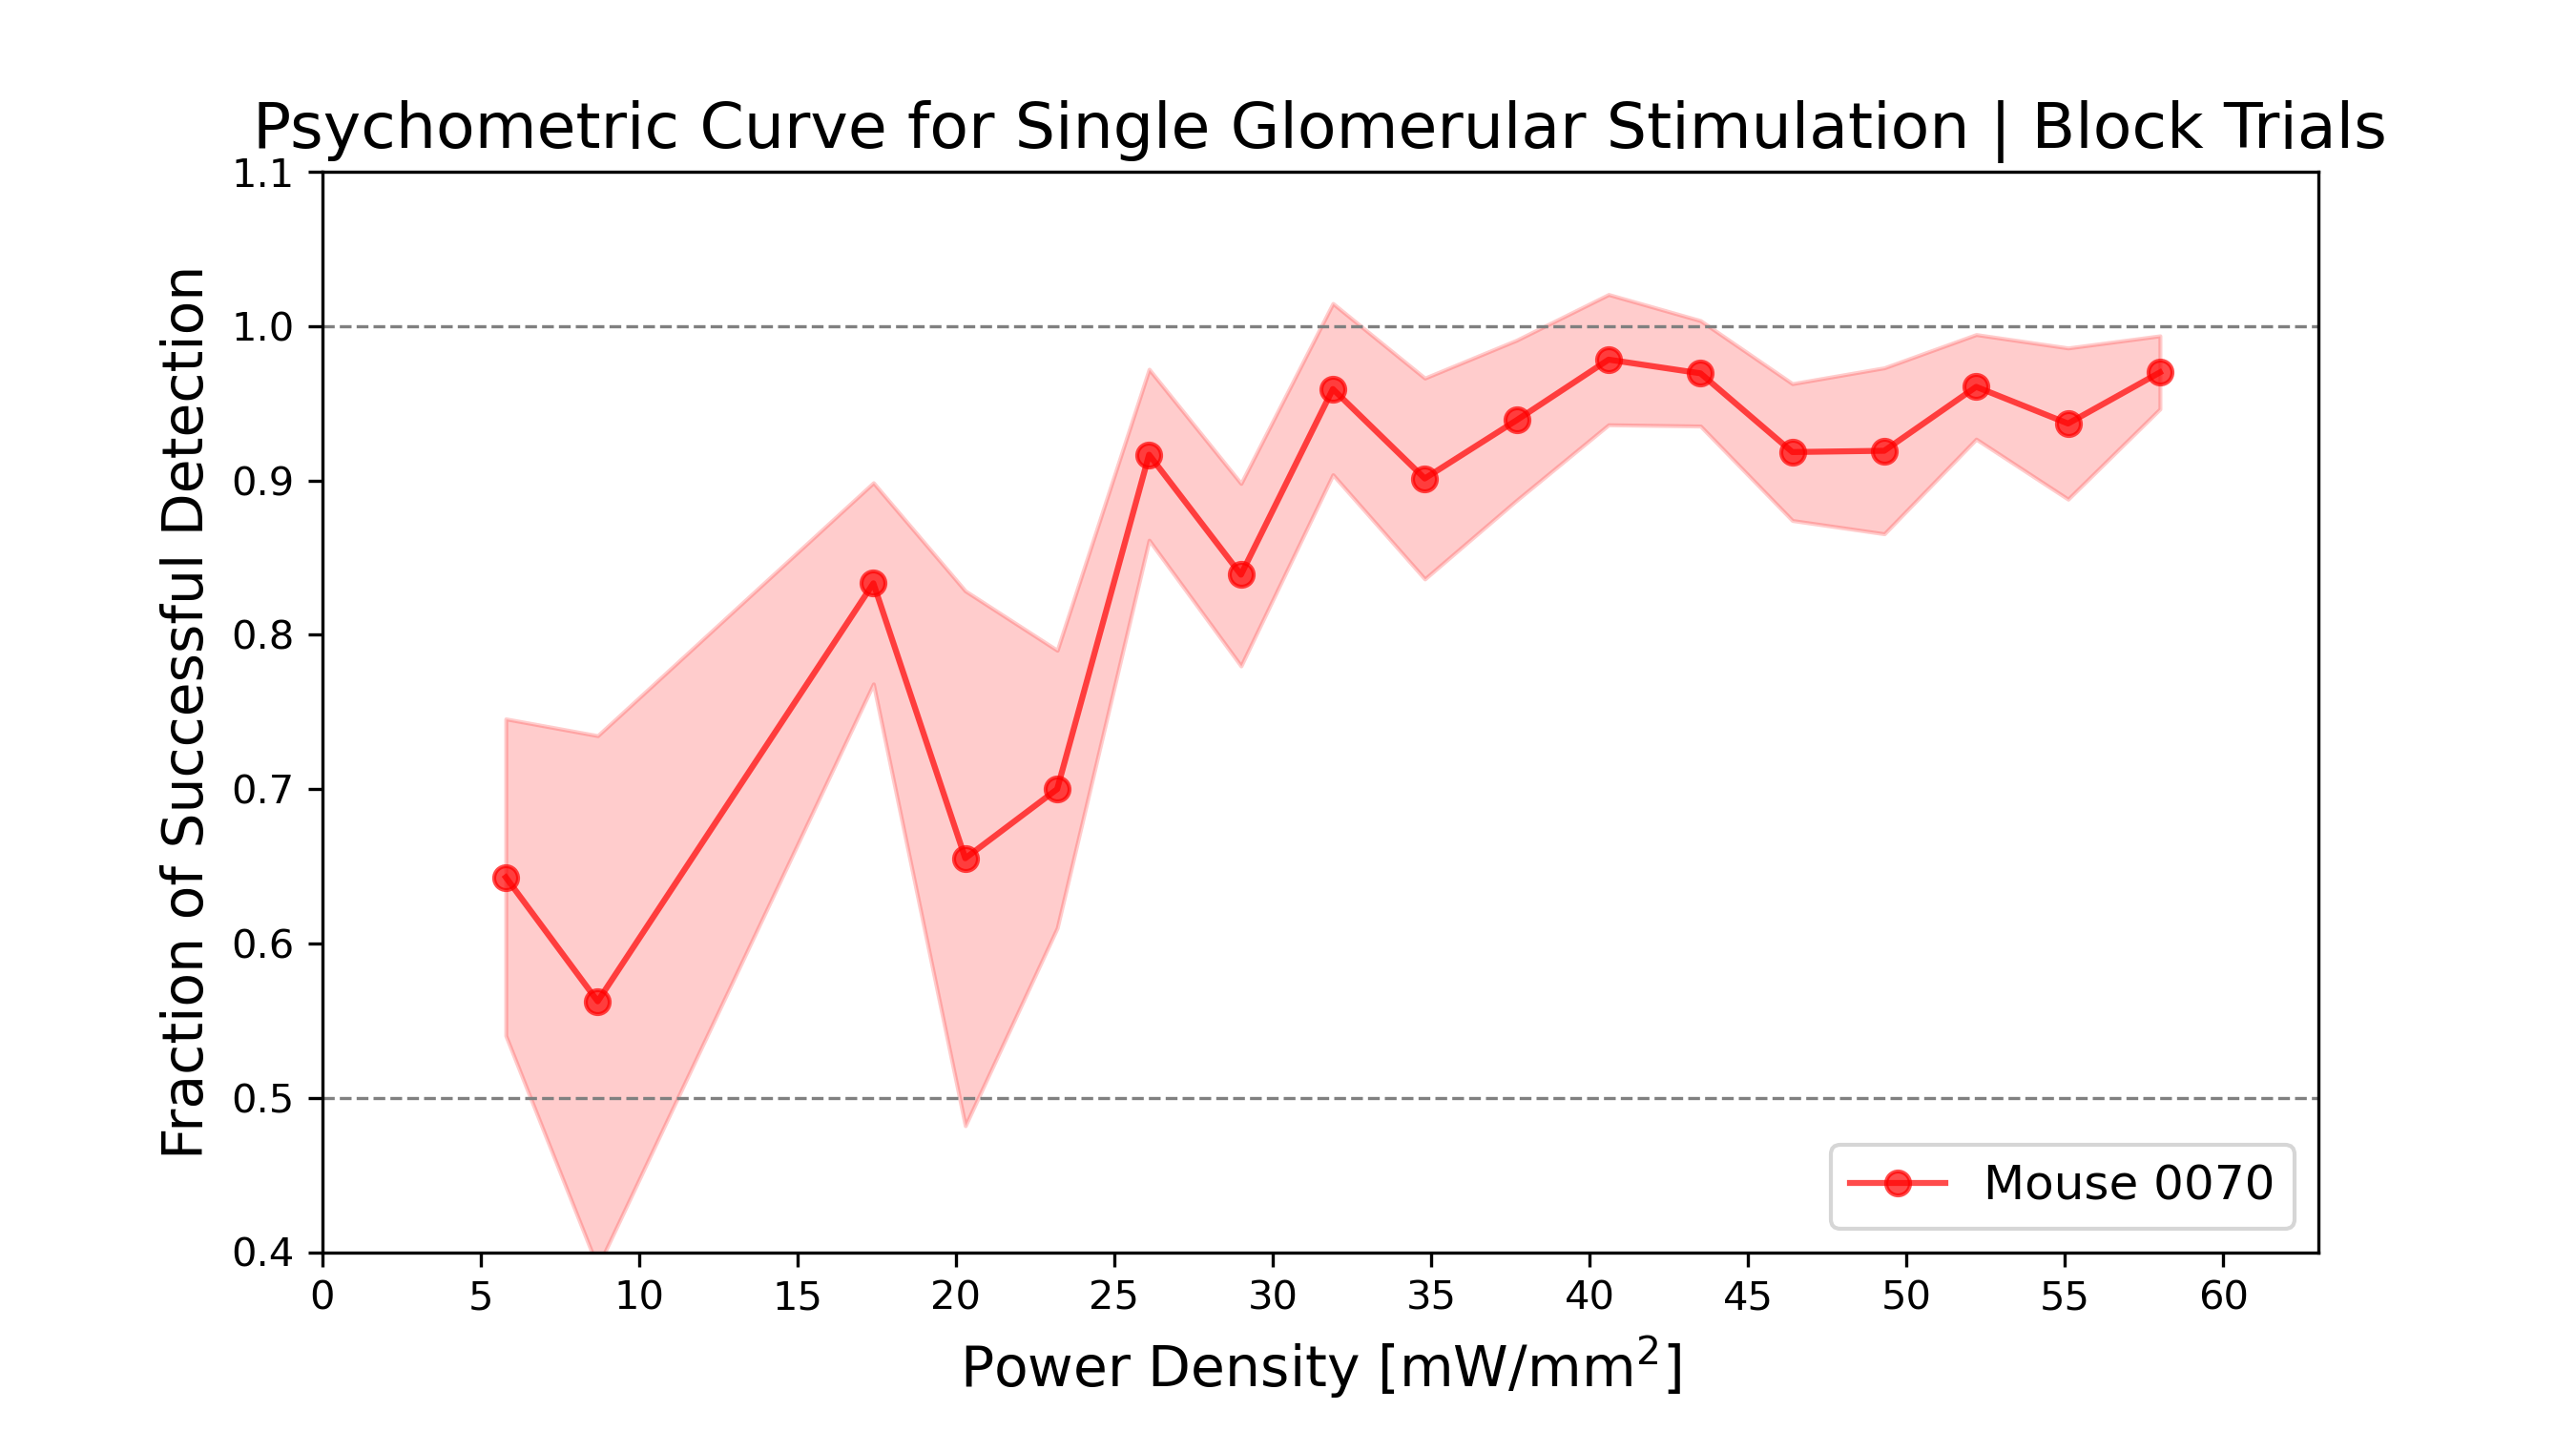 Psychometric Curve for Single Glomerular Stimulation | Block Trials
Fraction of Successful Detection
1.1
1.0
0.9
0.8
0.7
0.6
0.5
0.4
Mouse 0070
0 5 10 15 20 25 30 35 40 45 50 55 60
Power Density [mW/mm²]